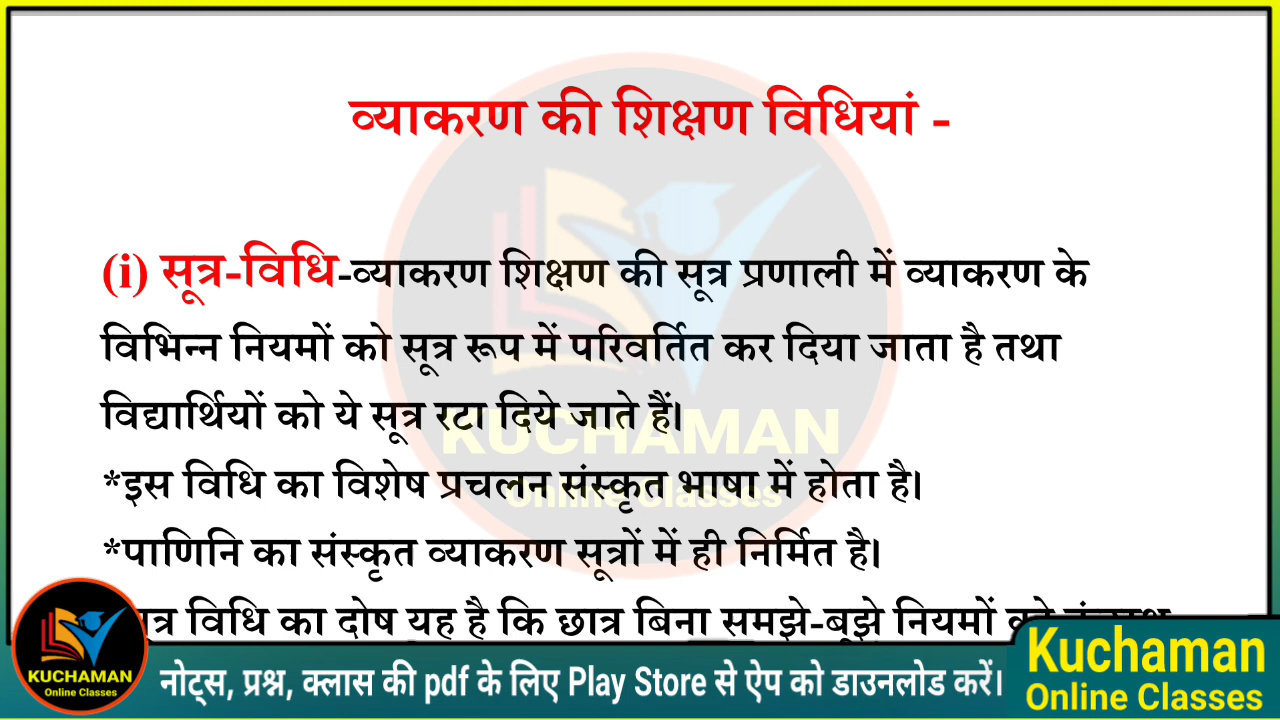 व्याकरण की शिक्षण विधियां -
(i) सूत्र-विधि-व्याकरण शिक्षण की सूत्र प्रणाली में व्याकरण के
विभिन्न नियमों को सूत्र रूप में परिवर्तित कर दिया जाता है तथा
विद्यार्थियों को ये सूत्र रटा दिये जाते हैं।
*इस विधि का विशेष प्रचलन संस्कृत भाषा में होता है।
*पाणिनि का संस्कृत व्याकरण सूत्रों में ही निर्मित है।
विधि का दोष यह है कि छात्र बिना समझे-बूझे नियमों
KUCHAMAN
Online Classes
KUCHAMAN
Online Classes
नोट्स, प्रश्न, क्लास की pdf के लिए Play Store से ऐप को डाउनलोड करें।
Kuchaman
Online Classes